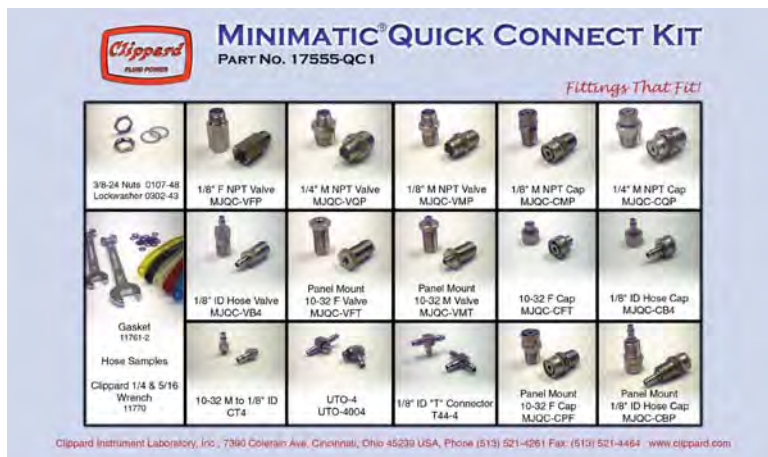 Clippard
FLUID POWER
MINIMATIC® QUICK CONNECT KIT
PART NO. 17555-QC1
Fittings That Fit!
3/8-24 Nuts 0107-48
Lockwasher 0302-43
1/8" F NPT Valve
MJQC-VFP
1/4" M NPT Valve
MJQC-VQP
1/8" M NPT Valve
MJQC-VMP
1/8" M NPT Cap
MJQC-CMP
1/4" M NPT Cap
MJQC-CQP
Gasket
11761-2
Hose Samples
Clippard 1/4 & 5/16
Wrench
11770
1/8" ID Hose Valve
MJQC-VB4
Panel Mount
10-32 F Valve
MJQC-VFT
Panel Mount
10-32 M Valve
MJQC-VMT
10-32 F Cap
MJQC-CFT
1/8" ID Hose Cap
MJQC-CB4
10-32 M to 1/8" ID
CT4
UTO-4
UTO-4004
1/8" ID "T" Connector
T44-4
Panel Mount
10-32 F Cap
MJQC-CPF
Panel Mount
1/8" ID Hose Cap
MJQC-CBP
Clippard Instrument Laboratory, Inc., 7390 Colerain Ave. Cincinnati, Ohio 45239 USA, Phone (513) 521-4261 Fax: (513) 521-4464 www.clippard.com